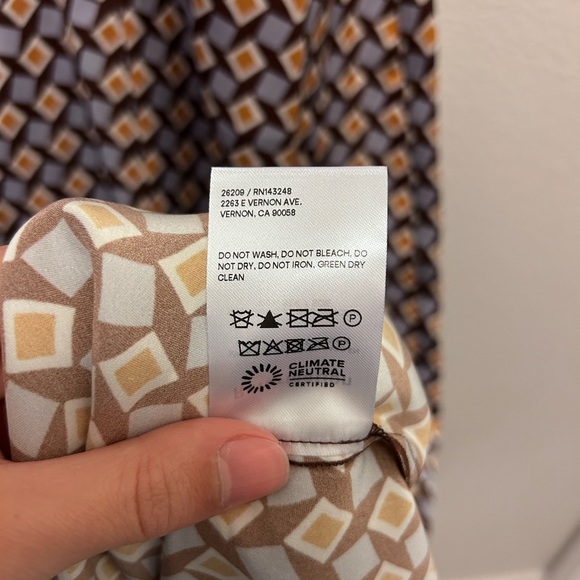 26209 / RN143248
2263 E VERNON AVE.
VERNON, CA 90058
DO NOT WASH, DO NOT BLEACH, DO
NOT DRY, DO NOT IRON, GREEN DRY
CLEAN
P
P
CLIMATE
NEUTRAL
CERTIFIED